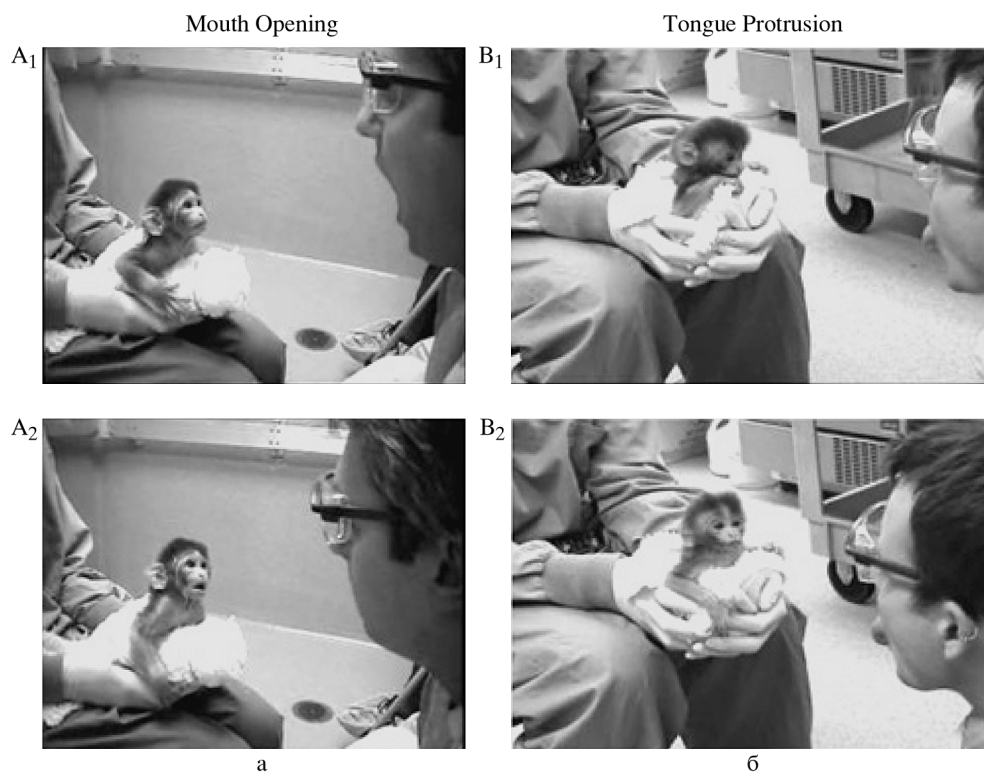 Mouth Opening
Tongue Protrusion
A1
B1
A2
B2
а
б